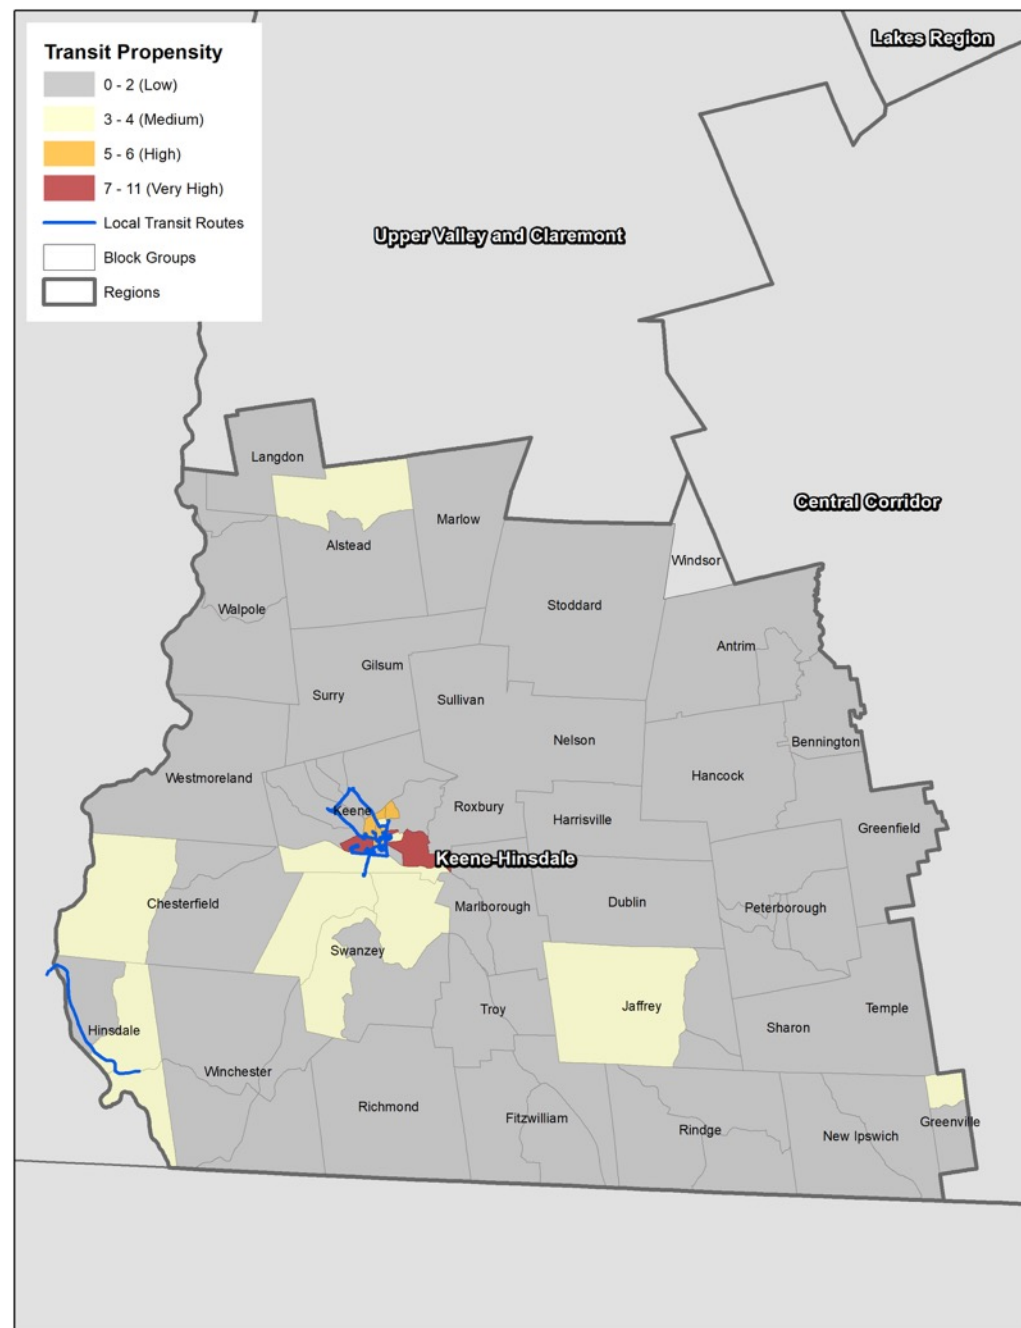 Transit Propensity
0 - 2 (Low)
3 - 4 (Medium)
5 - 6 (High)
7 - 11 (Very High)
Local Transit Routes
Block Groups
Regions
Lakes Region
Upper Valley and Claremont
Central Corridor
Langdon
Marlow
Alstead
Windsor
Walpole
Stoddard
Antrim
Gilsum
Surry
Sullivan
Nelson
Bennington
Westmoreland
Hancock
Keene
Roxbury
Harrisville
Greenfield
Keene-Hinsdale
Chesterfield
Marlborough
Dublin
Peterborough
Swanzey
Jaffrey
Troy
Temple
Hinsdale
Sharon
Winchester
Richmond
Fitzwilliam
Rindge
New Ipswich
Greenville